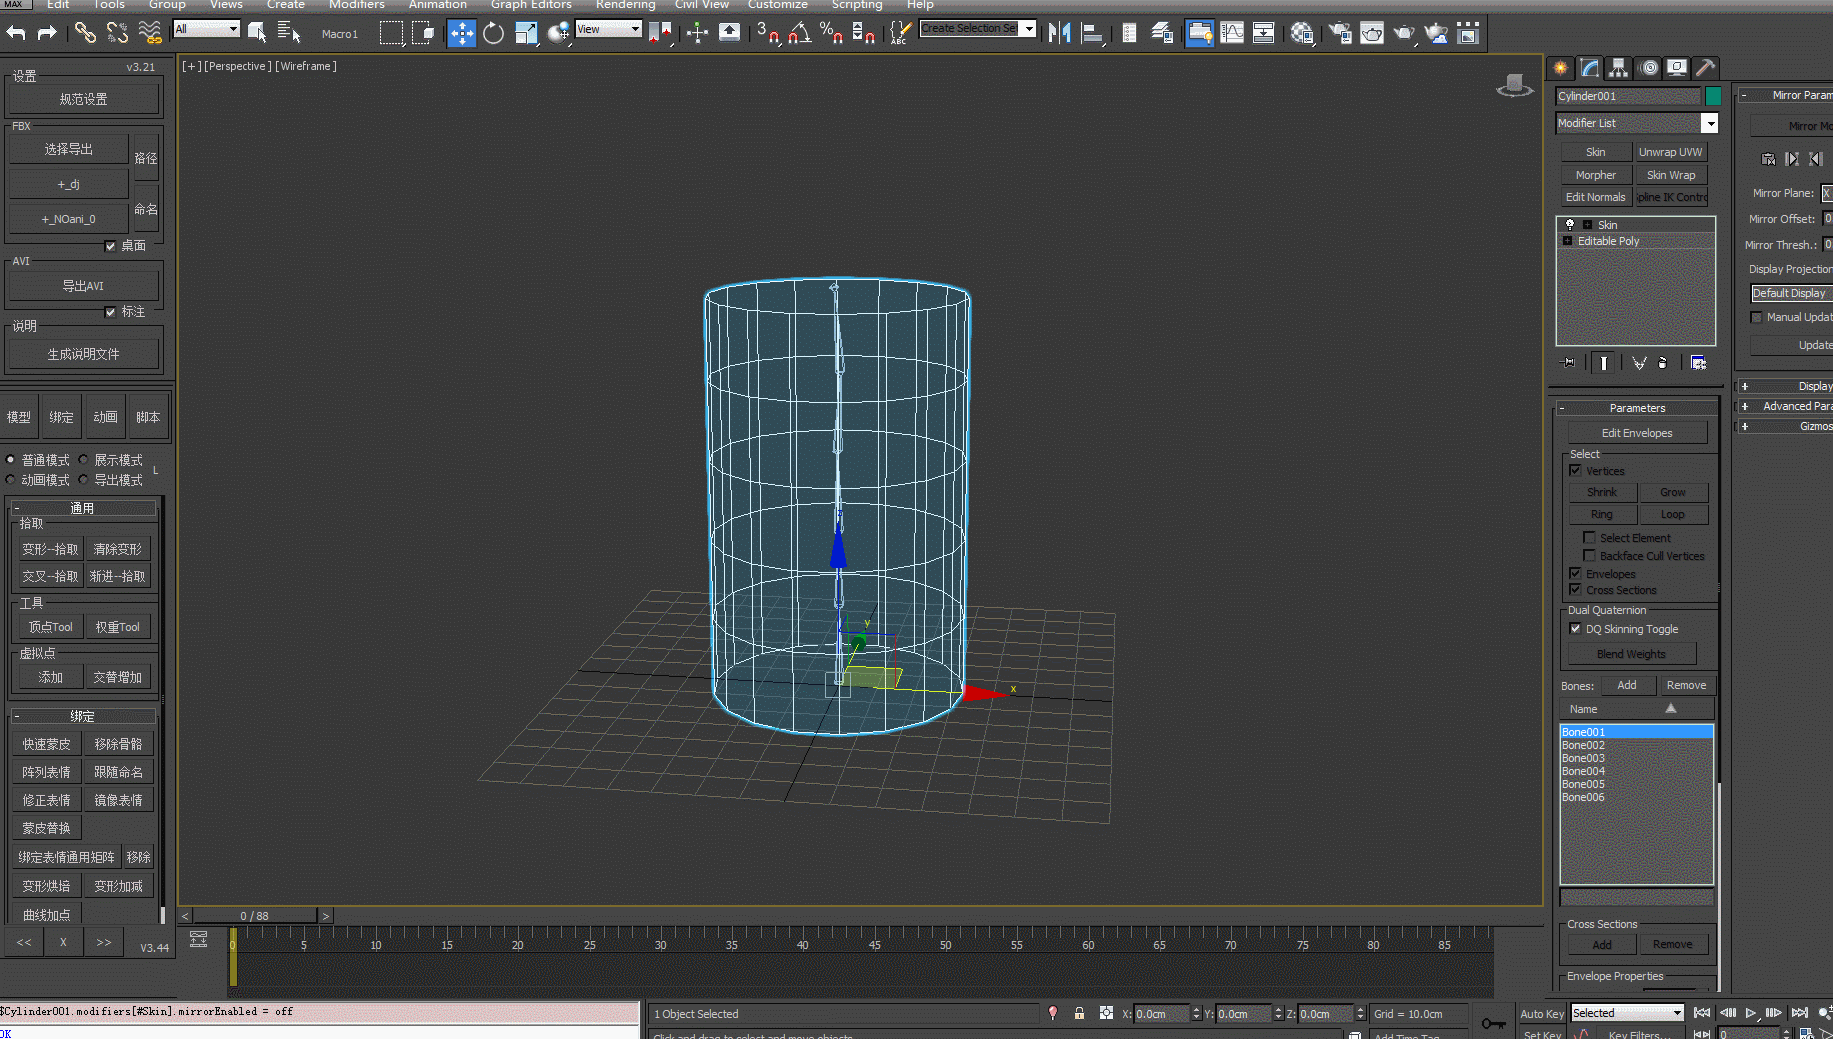 MAX Edit Tools Group Views Create Modifiers Animation Graph Editors Rendering Civil View Customize Scripting Help
All
Macro1
View
3
%
ABC
Create Selection Set
v3.21
设置
规范设置
FBX
选择导出
路径
+_dj
+_NOani_0
命名
桌面
AVI
导出AVI
标注
说明
生成说明文件
模型 绑定 动画 脚本
普通模式 展示模式
动画模式 导出模式
L
- 通用
拾取
变形--拾取 清除变形
交叉--拾取 渐进--拾取
工具
顶点Tool 权重Tool
虚拟点
添加 交替增加
- 绑定
快速蒙皮 移除骨骼
阵列表情 跟随命名
修正表情 镜像表情
蒙皮替换
绑定表情通用矩阵 移除
变形烘培 变形加减
曲线加点
<< X >> V3.44
[+] [Perspective] [Wireframe]
y
x
< 0 / 88 >
0 5 10 15 20 25 30 35 40 45 50 55 60 65 70 75 80 85
Cylinder001
Modifier List
Skin Unwrap UVW
Morpher Skin Wrap
Edit Normals pline IK Contro
Skin
Editable Poly
- Parameters
Edit Envelopes
Select
Vertices
Shrink Grow
Ring Loop
Select Element
Backface Cull Vertices
Envelopes
Cross Sections
Dual Quaternion
DQ Skinning Toggle
Blend Weights
Bones: Add Remove
Name
Bone001
Bone002
Bone003
Bone004
Bone005
Bone006
Cross Sections
Add Remove
Envelope Properties
- Mirror Param
Mirror Mo
Mirror Plane: X
Mirror Offset: 0
Mirror Thresh.: 0
Display Projection
Default Display
Manual Updat
Update
+ Display
+ Advanced Para
+ Gizmos
$Cylinder001.modifiers[#Skin].mirrorEnabled = off
OK
1 Object Selected
X: 0.0cm Y: 0.0cm Z: 0.0cm
Grid = 10.0cm
Auto Key
Selected
Click and drag to select and move objects
Add Time Tag
Set Key
Key Filters...
0